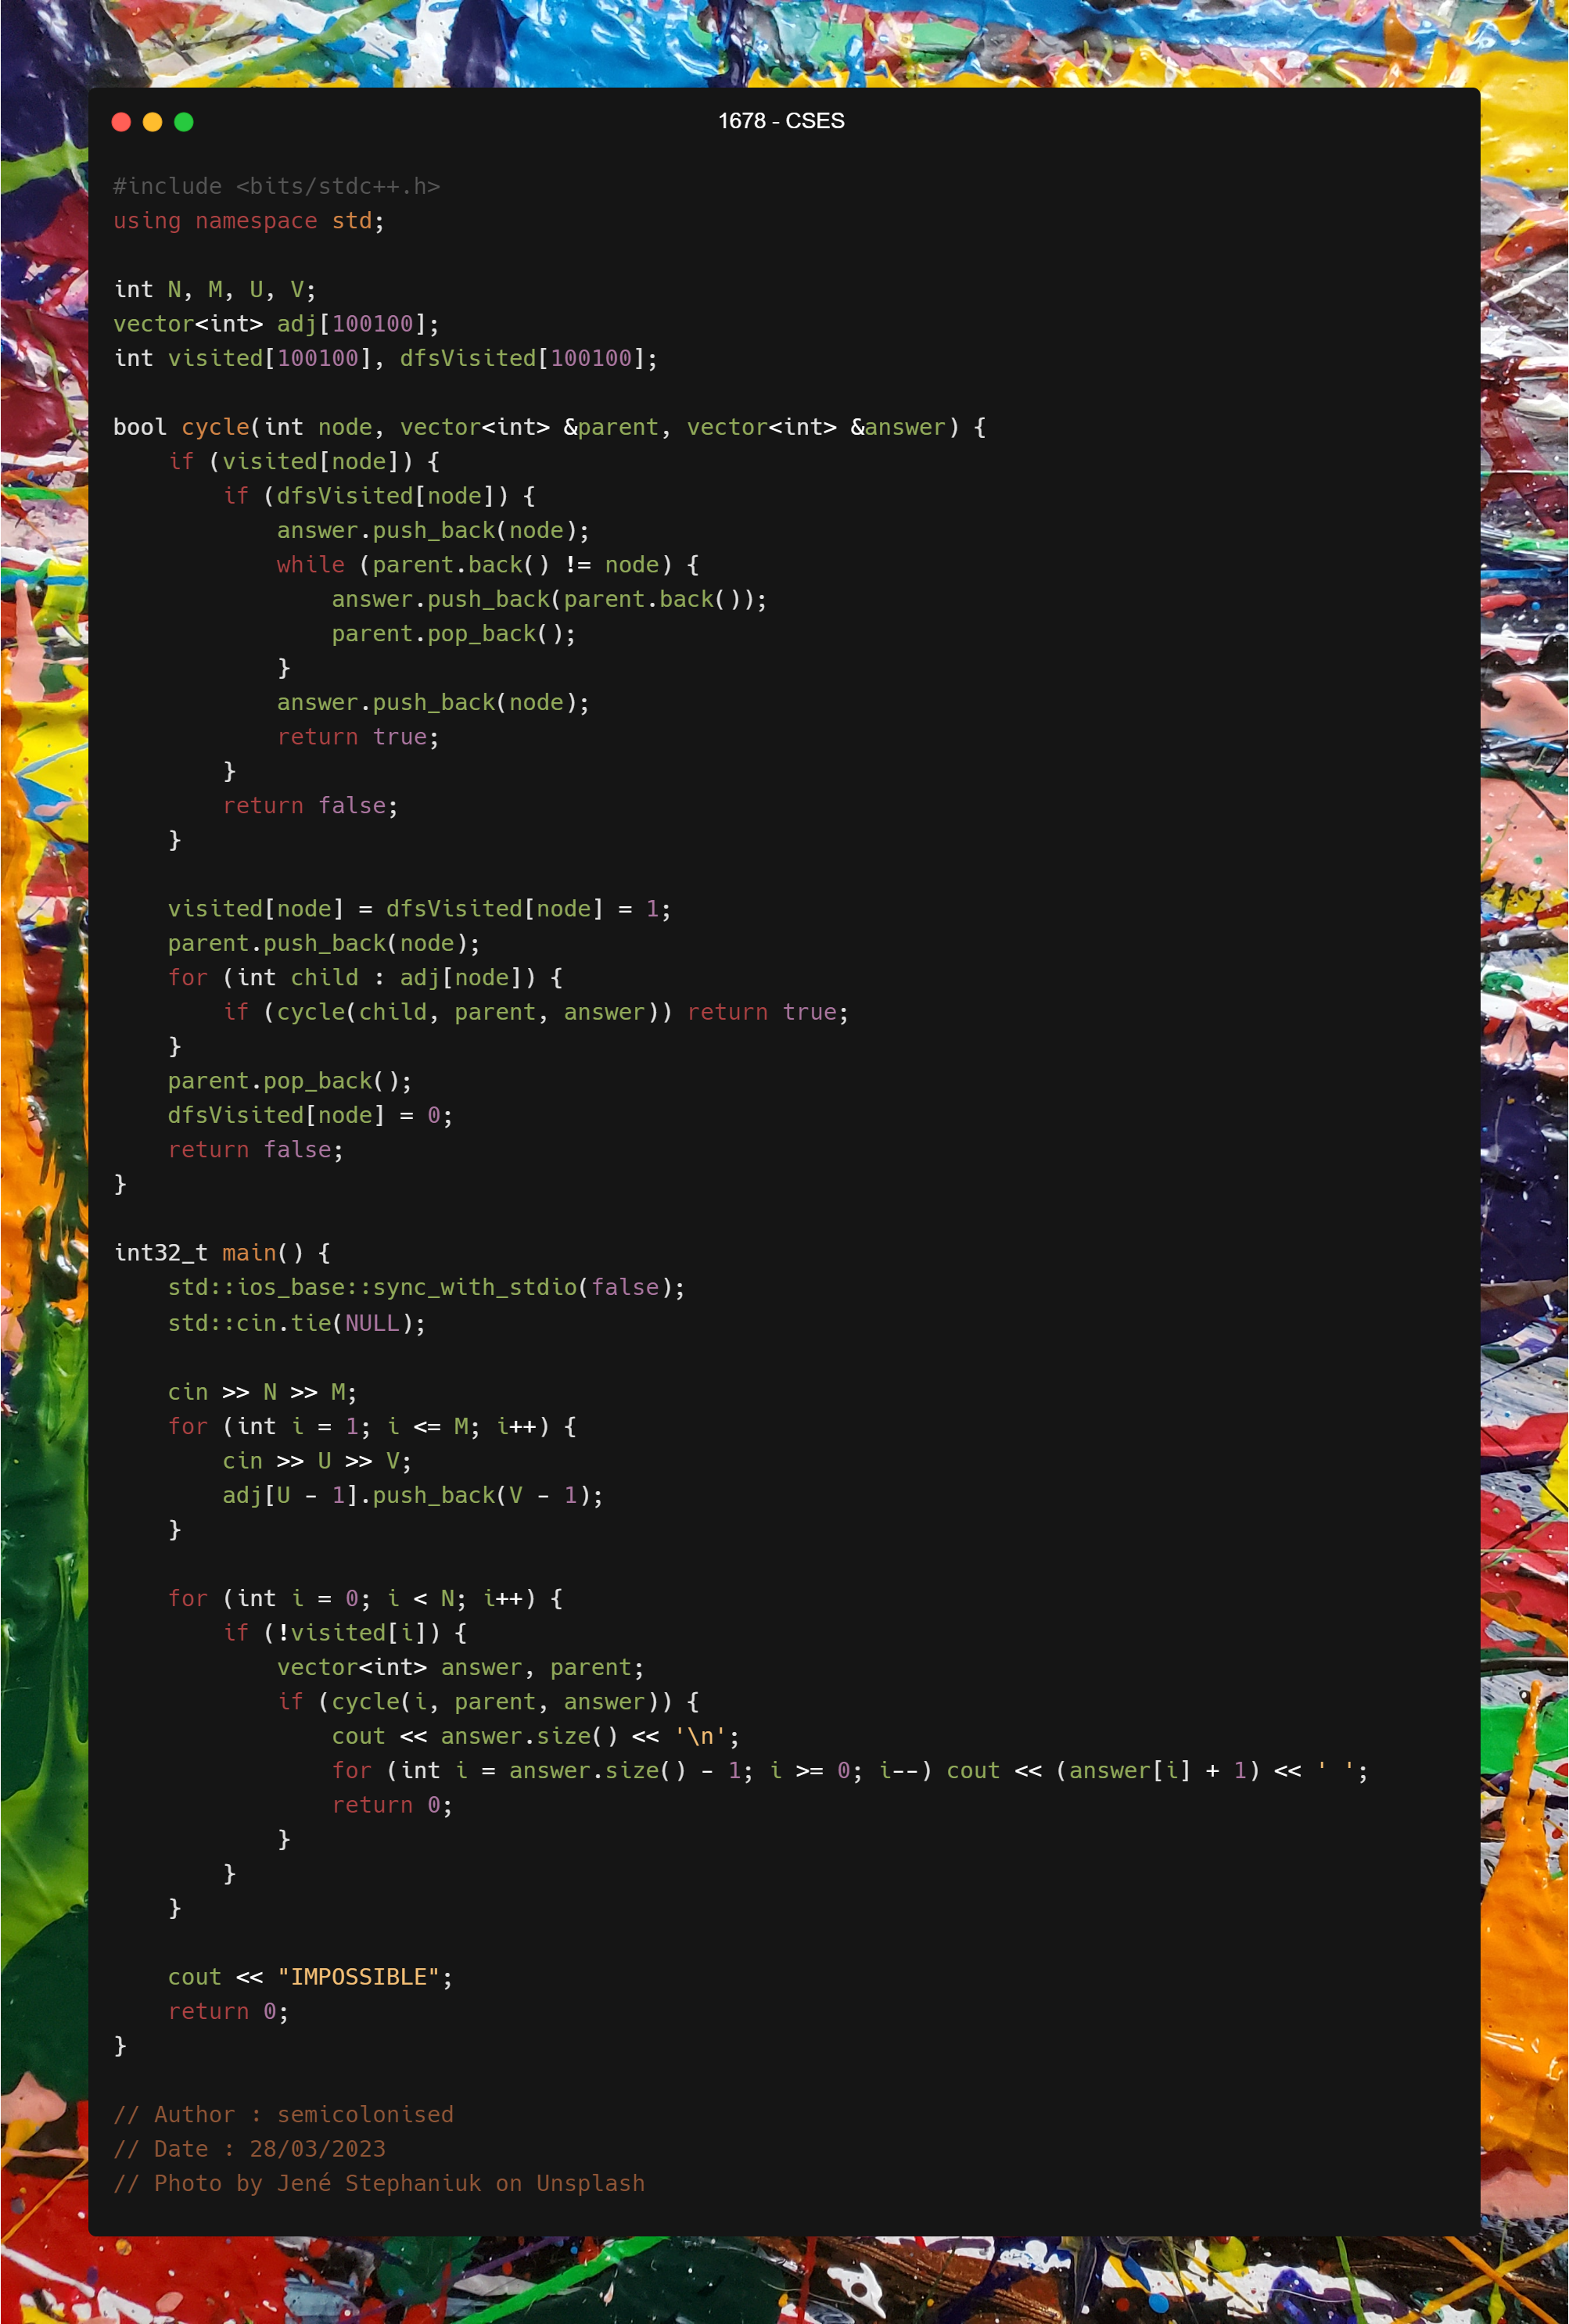 1678 - CSES
#include <bits/stdc++.h>
using namespace std;
int N, M, U, V;
vector<int> adj[100100];
int visited[100100], dfsVisited[100100];
bool cycle(int node, vector<int> &parent, vector<int> &answer) {
    if (visited[node]) {
        if (dfsVisited[node]) {
            answer.push_back(node);
            while (parent.back() != node) {
                answer.push_back(parent.back());
                parent.pop_back();
            }
            answer.push_back(node);
            return true;
        }
        return false;
    }
    visited[node] = dfsVisited[node] = 1;
    parent.push_back(node);
    for (int child : adj[node]) {
        if (cycle(child, parent, answer)) return true;
    }
    parent.pop_back();
    dfsVisited[node] = 0;
    return false;
}
int32_t main() {
    std::ios_base::sync_with_stdio(false);
    std::cin.tie(NULL);
    cin >> N >> M;
    for (int i = 1; i <= M; i++) {
        cin >> U >> V;
        adj[U - 1].push_back(V - 1);
    }
    for (int i = 0; i < N; i++) {
        if (!visited[i]) {
            vector<int> answer, parent;
            if (cycle(i, parent, answer)) {
                cout << answer.size() << '\n';
                for (int i = answer.size() - 1; i >= 0; i--) cout << (answer[i] + 1) << ' ';
                return 0;
            }
        }
    }
    cout << "IMPOSSIBLE";
    return 0;
}
// Author : semicolonised
// Date : 28/03/2023
// Photo by Jené Stephaniuk on Unsplash